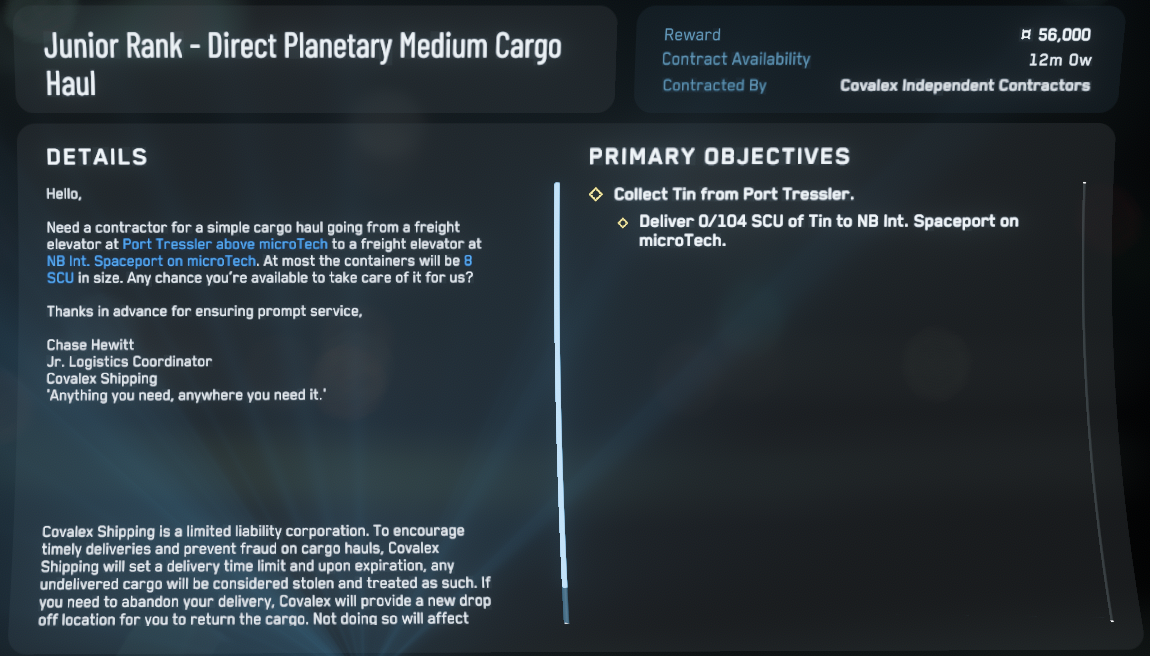 Junior Rank - Direct Planetary Medium Cargo
Haul
Reward ¤ 56,000
Contract Availability 12m 0w
Contracted By Covalex Independent Contractors
DETAILS
Hello,
Need a contractor for a simple cargo haul going from a freight
elevator at Port Tressler above microTech to a freight elevator at
NB Int. Spaceport on microTech. At most the containers will be 8
SCU in size. Any chance you're available to take care of it for us?
Thanks in advance for ensuring prompt service,
Chase Hewitt
Jr. Logistics Coordinator
Covalex Shipping
'Anything you need, anywhere you need it.'
Covalex Shipping is a limited liability corporation. To encourage
timely deliveries and prevent fraud on cargo hauls, Covalex
Shipping will set a delivery time limit and upon expiration, any
undelivered cargo will be considered stolen and treated as such. If
you need to abandon your delivery, Covalex will provide a new drop
off location for you to return the cargo. Not doing so will affect
PRIMARY OBJECTIVES
Collect Tin from Port Tressler.
Deliver 0/104 SCU of Tin to NB Int. Spaceport on
microTech.